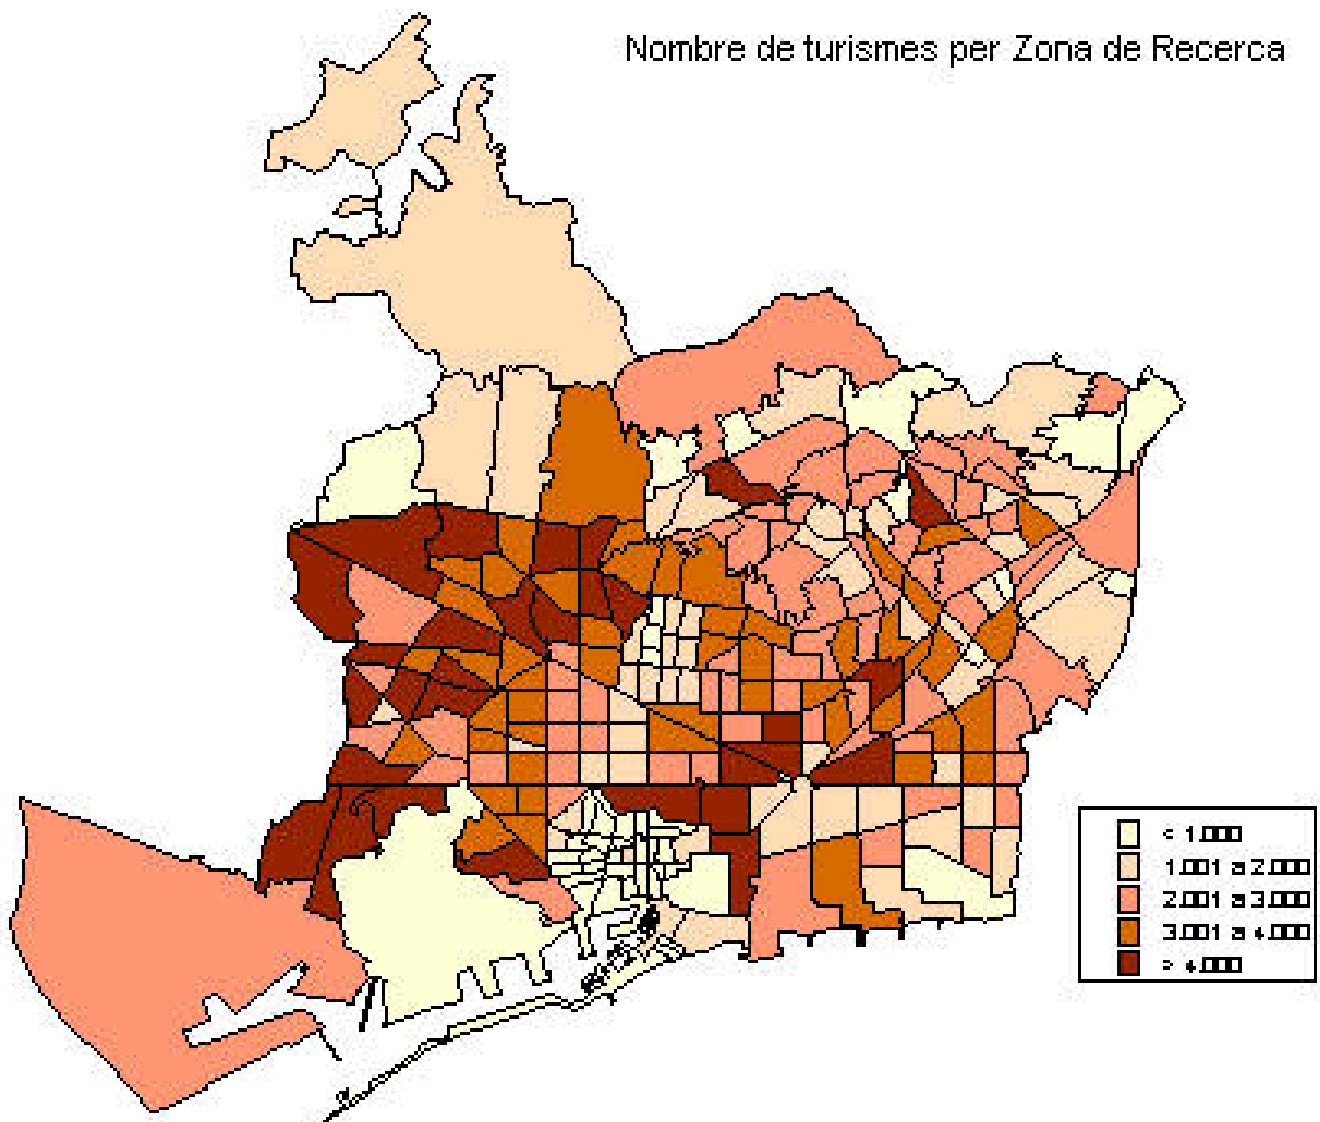 Nombre de turismes per Zona de Recerca
< 1.000
1.001 a 2.000
2.001 a 3.000
3.001 a 4.000
> 4.000